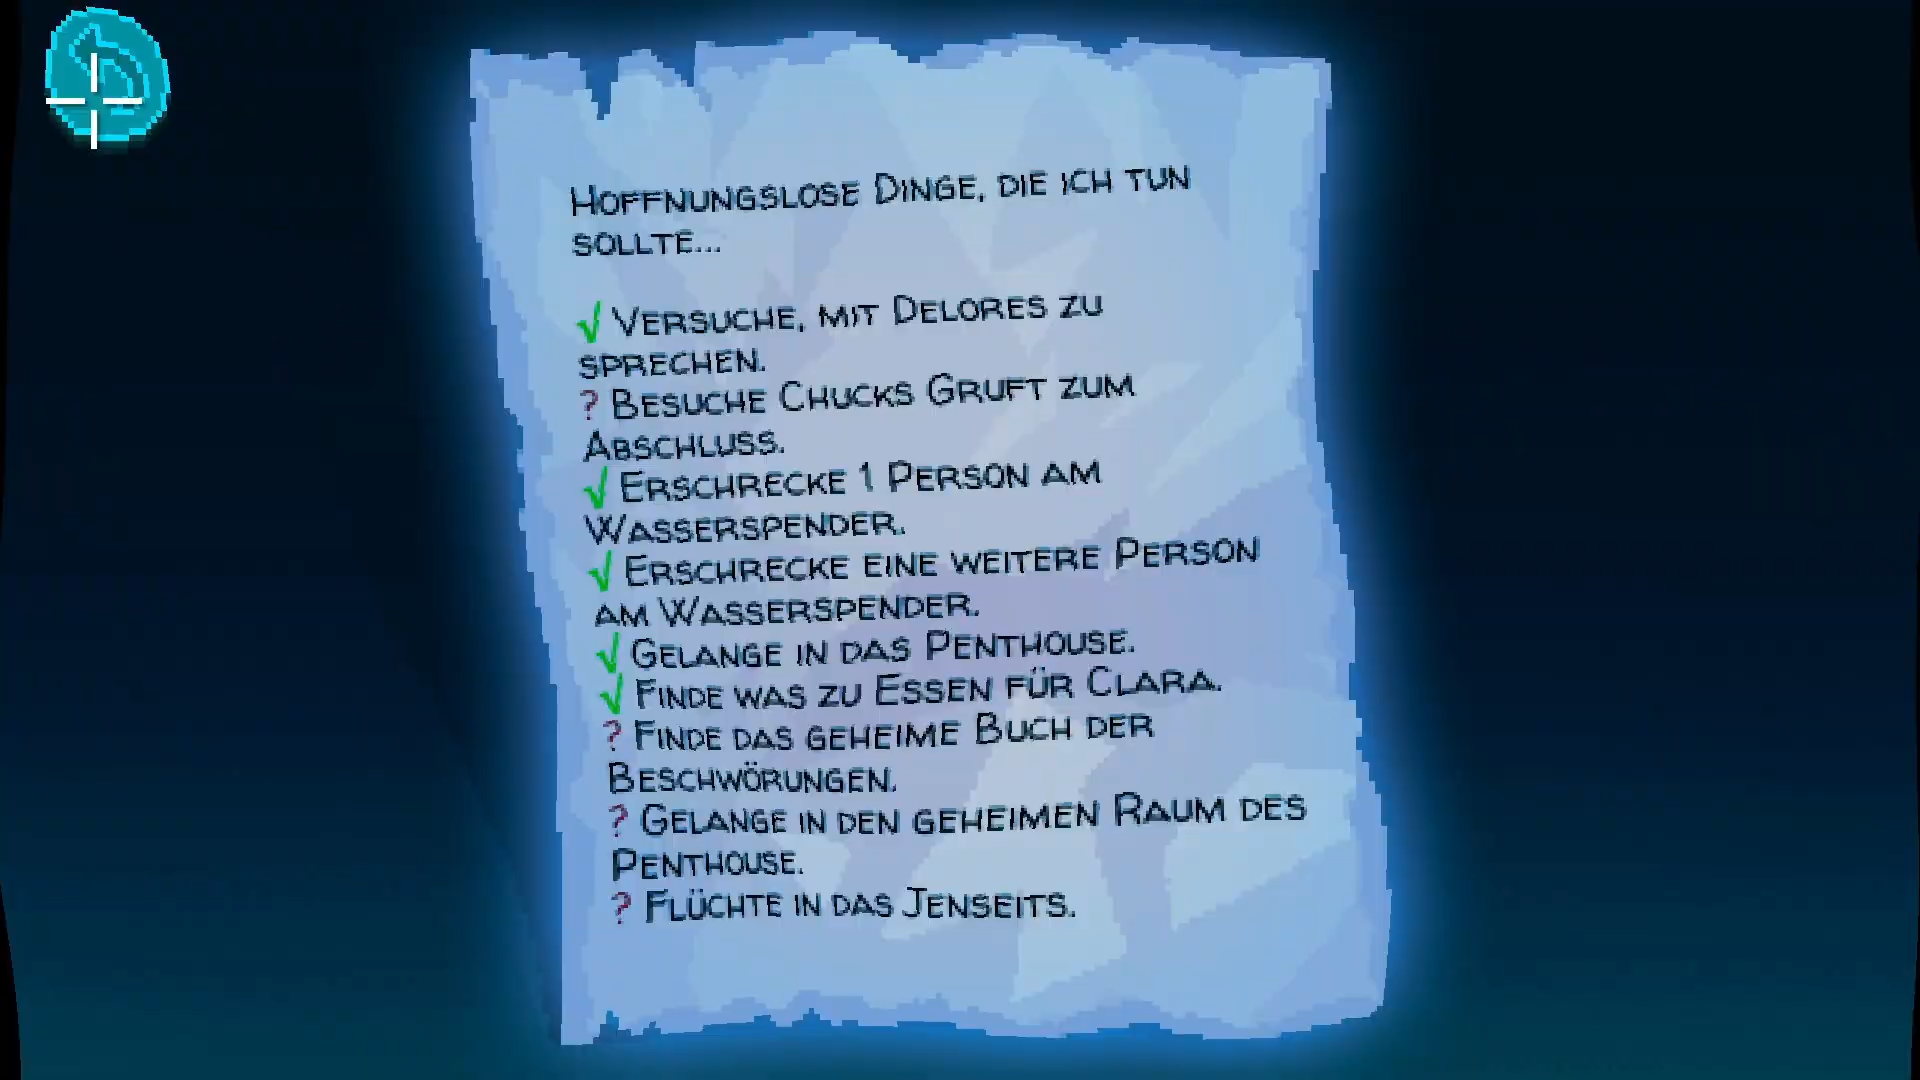 Hoffnungslose Dinge, die ich tun
sollte...
√ Versuche, mit Delores zu
sprechen.
? Besuche Chucks Gruft zum
Abschluss.
√ Erschrecke 1 Person am
Wasserspender.
√ Erschrecke eine weitere Person
am Wasserspender.
√ Gelange in das Penthouse.
√ Finde was zu Essen für Clara.
? Finde das geheime Buch der
Beschwörungen.
? Gelange in den geheimen Raum des
Penthouse.
? Flüchte in das Jenseits.